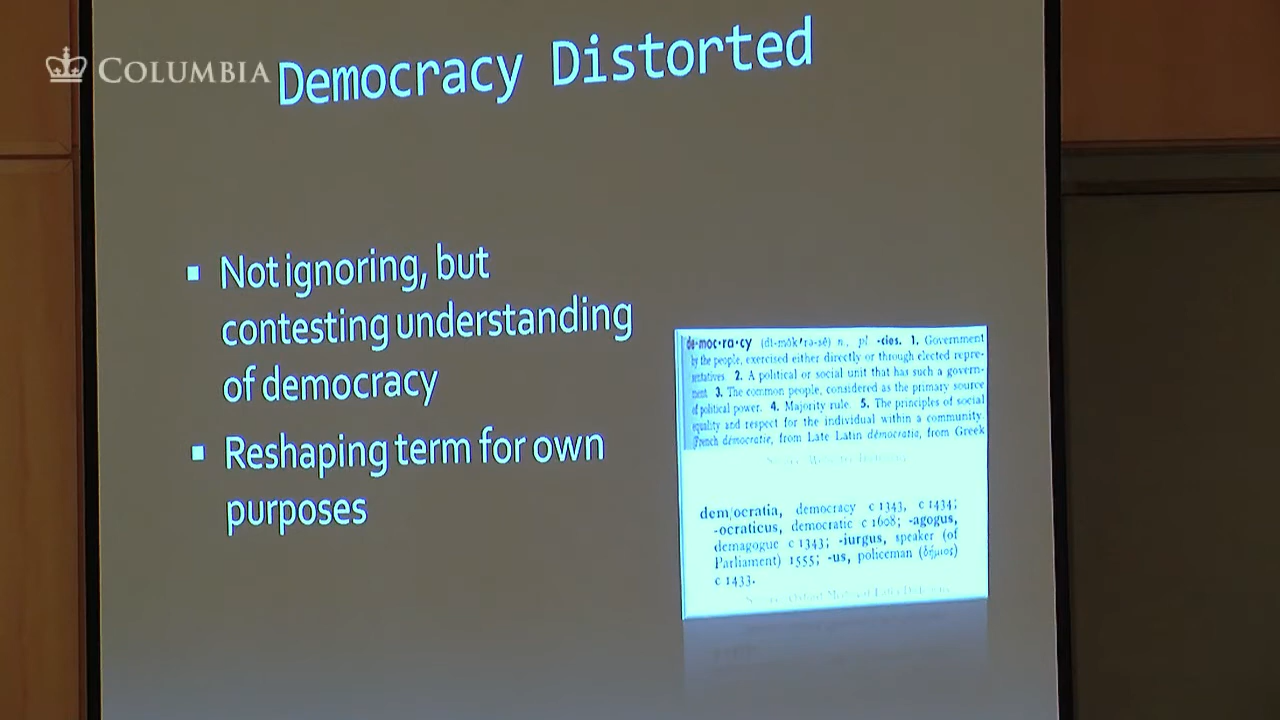 COLUMBIA
Democracy Distorted
▪ Not ignoring, but
contesting understanding
of democracy
▪ Reshaping term for own
purposes
de·moc·ra·cy (dĭ-mŏk′rə-sē) n., pl -cies. 1. Government
by the people, exercised either directly or through elected repre-
sentatives 2. A political or social unit that has such a govern-
ment 3. The common people, considered as the primary source
of political power. 4. Majority rule 5. The principles of social
equality and respect for the individual within a community.
French démocratie, from Late Latin démocratia, from Greek
dem/ocratia, democracy c 1343, c 1434;
-ocraticus, democratic c 1608; -agogus,
demagogue c 1343; -iurgus, speaker (of
Parliament) 1555; -us, policeman (δήμιος)
c 1433.